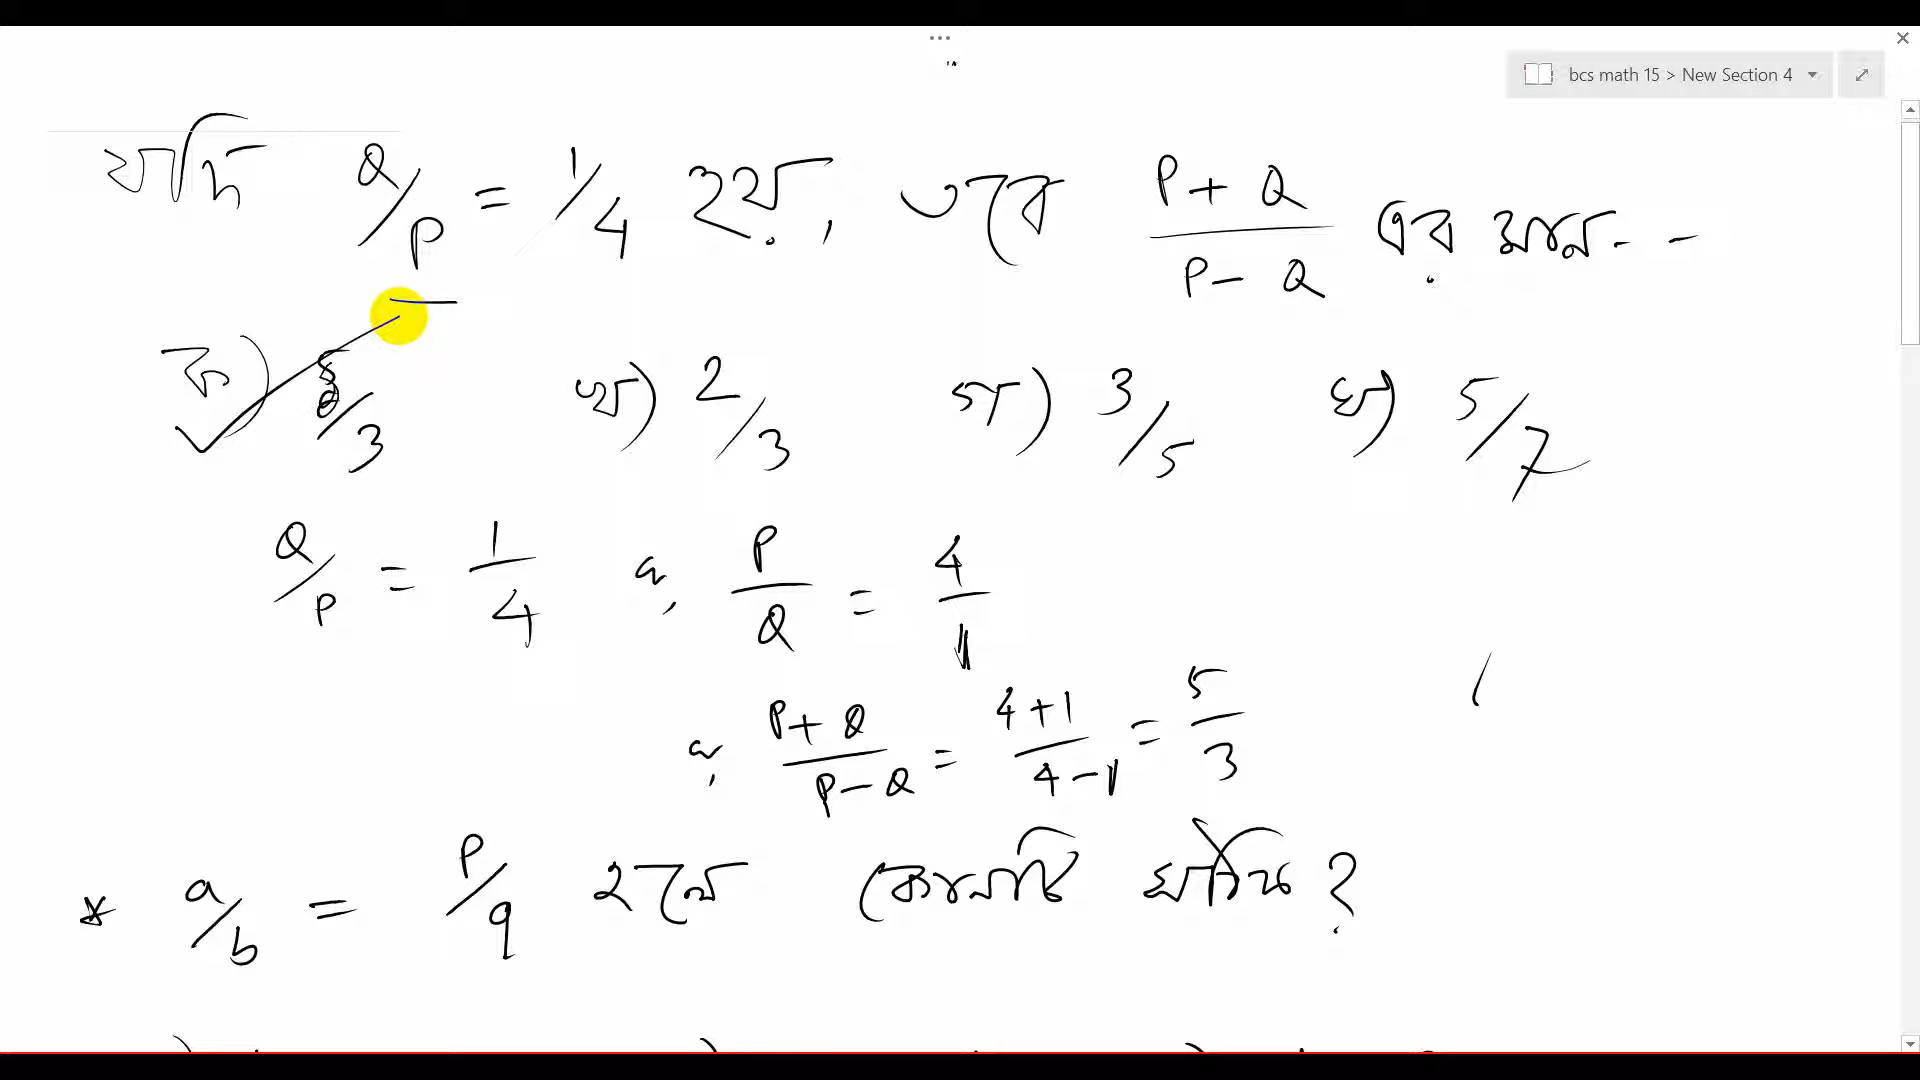 bcs math 15 > New Section 4
যদি Q/P = 1/4 হয়, তবে P + Q / P - Q এর মান - -
ক) 5/3 খ) 2/3 গ) 3/5 ঘ) 5/7
Q/P = 1/4 বা, P/Q = 4/1
বা, P + Q / P - Q = 4 + 1 / 4 - 1 = 5/3
* a/b = P/q হলে কোনটি সঠিক ?